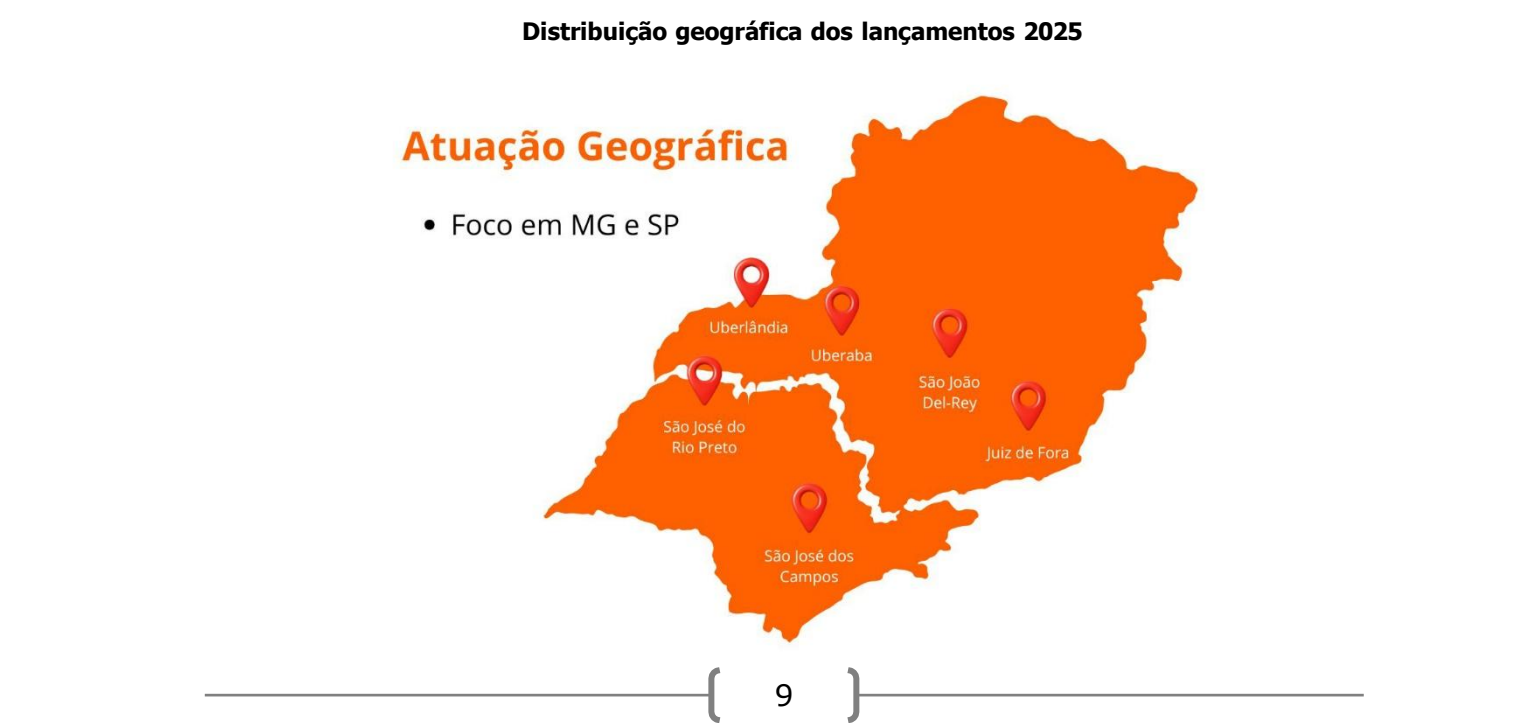 Distribuição geográfica dos lançamentos 2025
Atuação Geográfica
• Foco em MG e SP
Uberlândia
Uberaba
São João
Del-Rey
São José do
Rio Preto
Juiz de Fora
São José dos
Campos
9